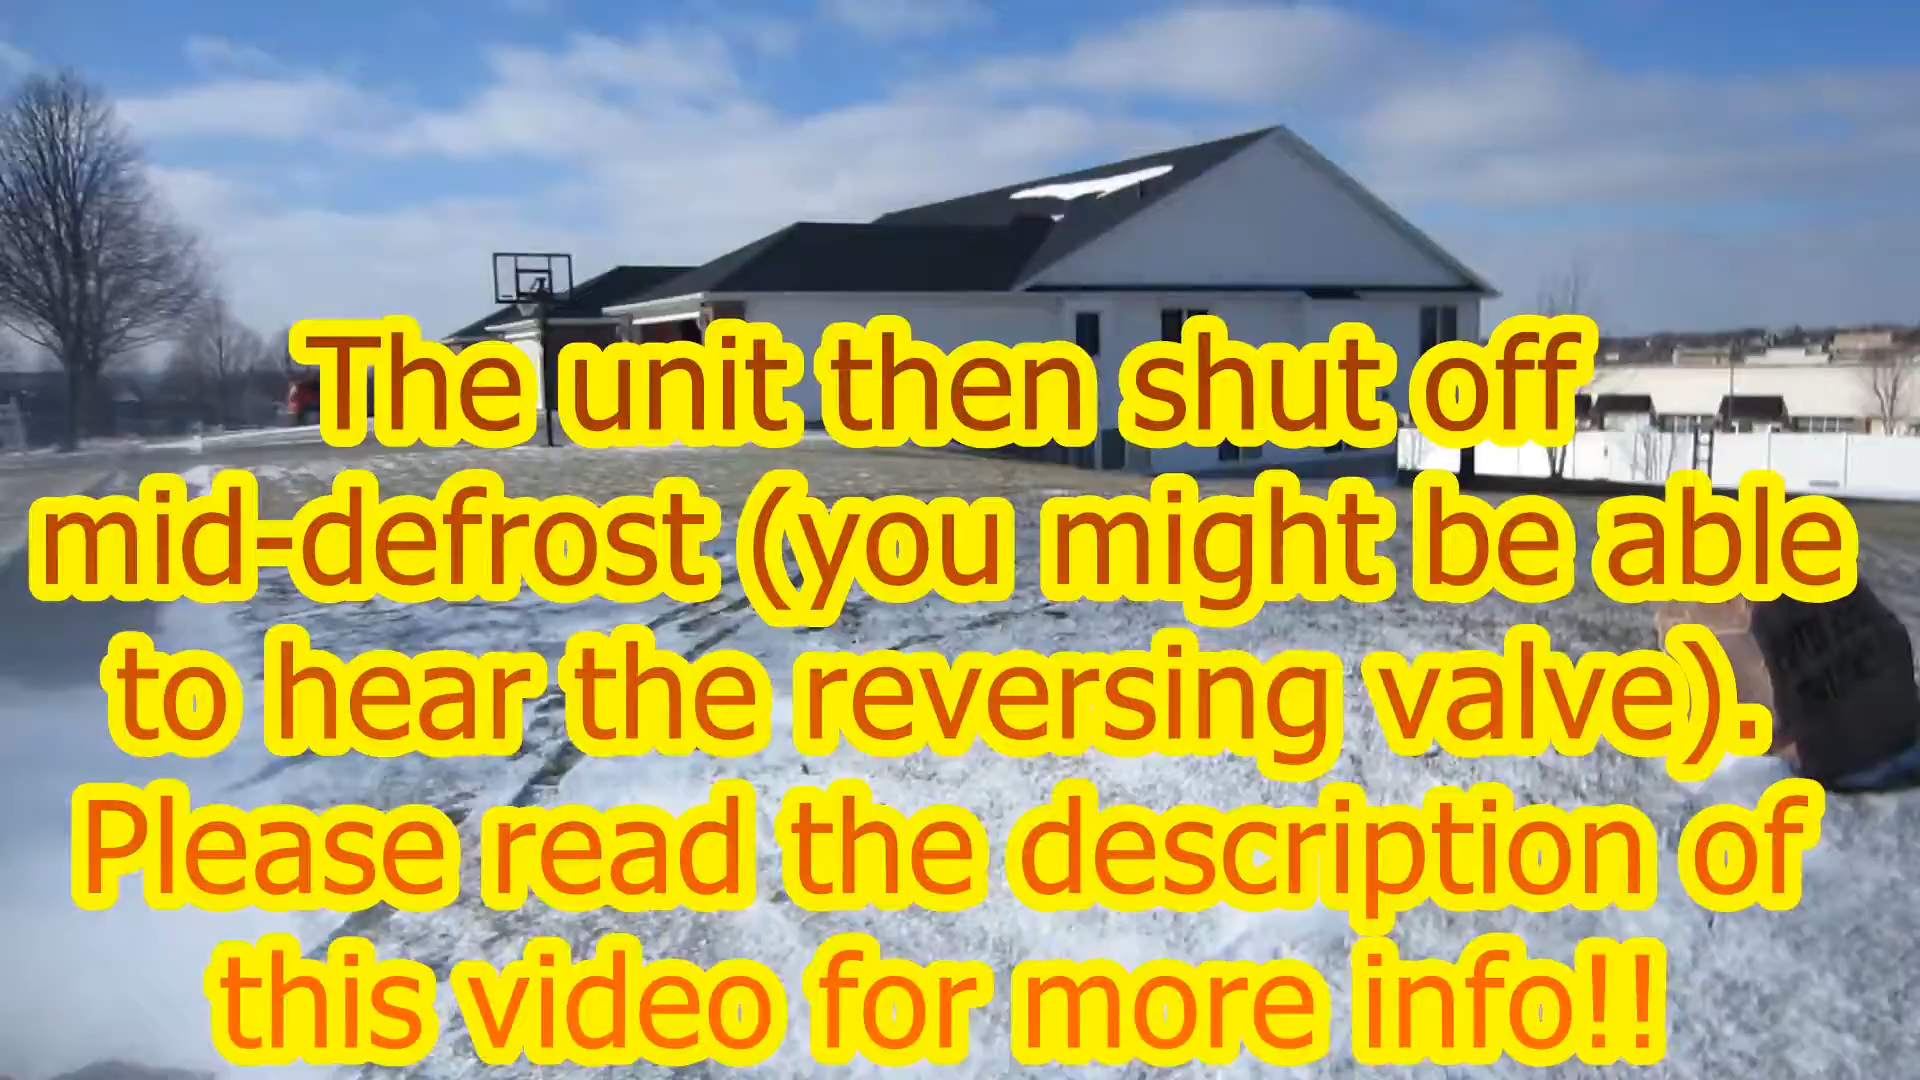 The unit then shut off
mid-defrost (you might be able
to hear the reversing valve).
Please read the description of
this video for more info!!